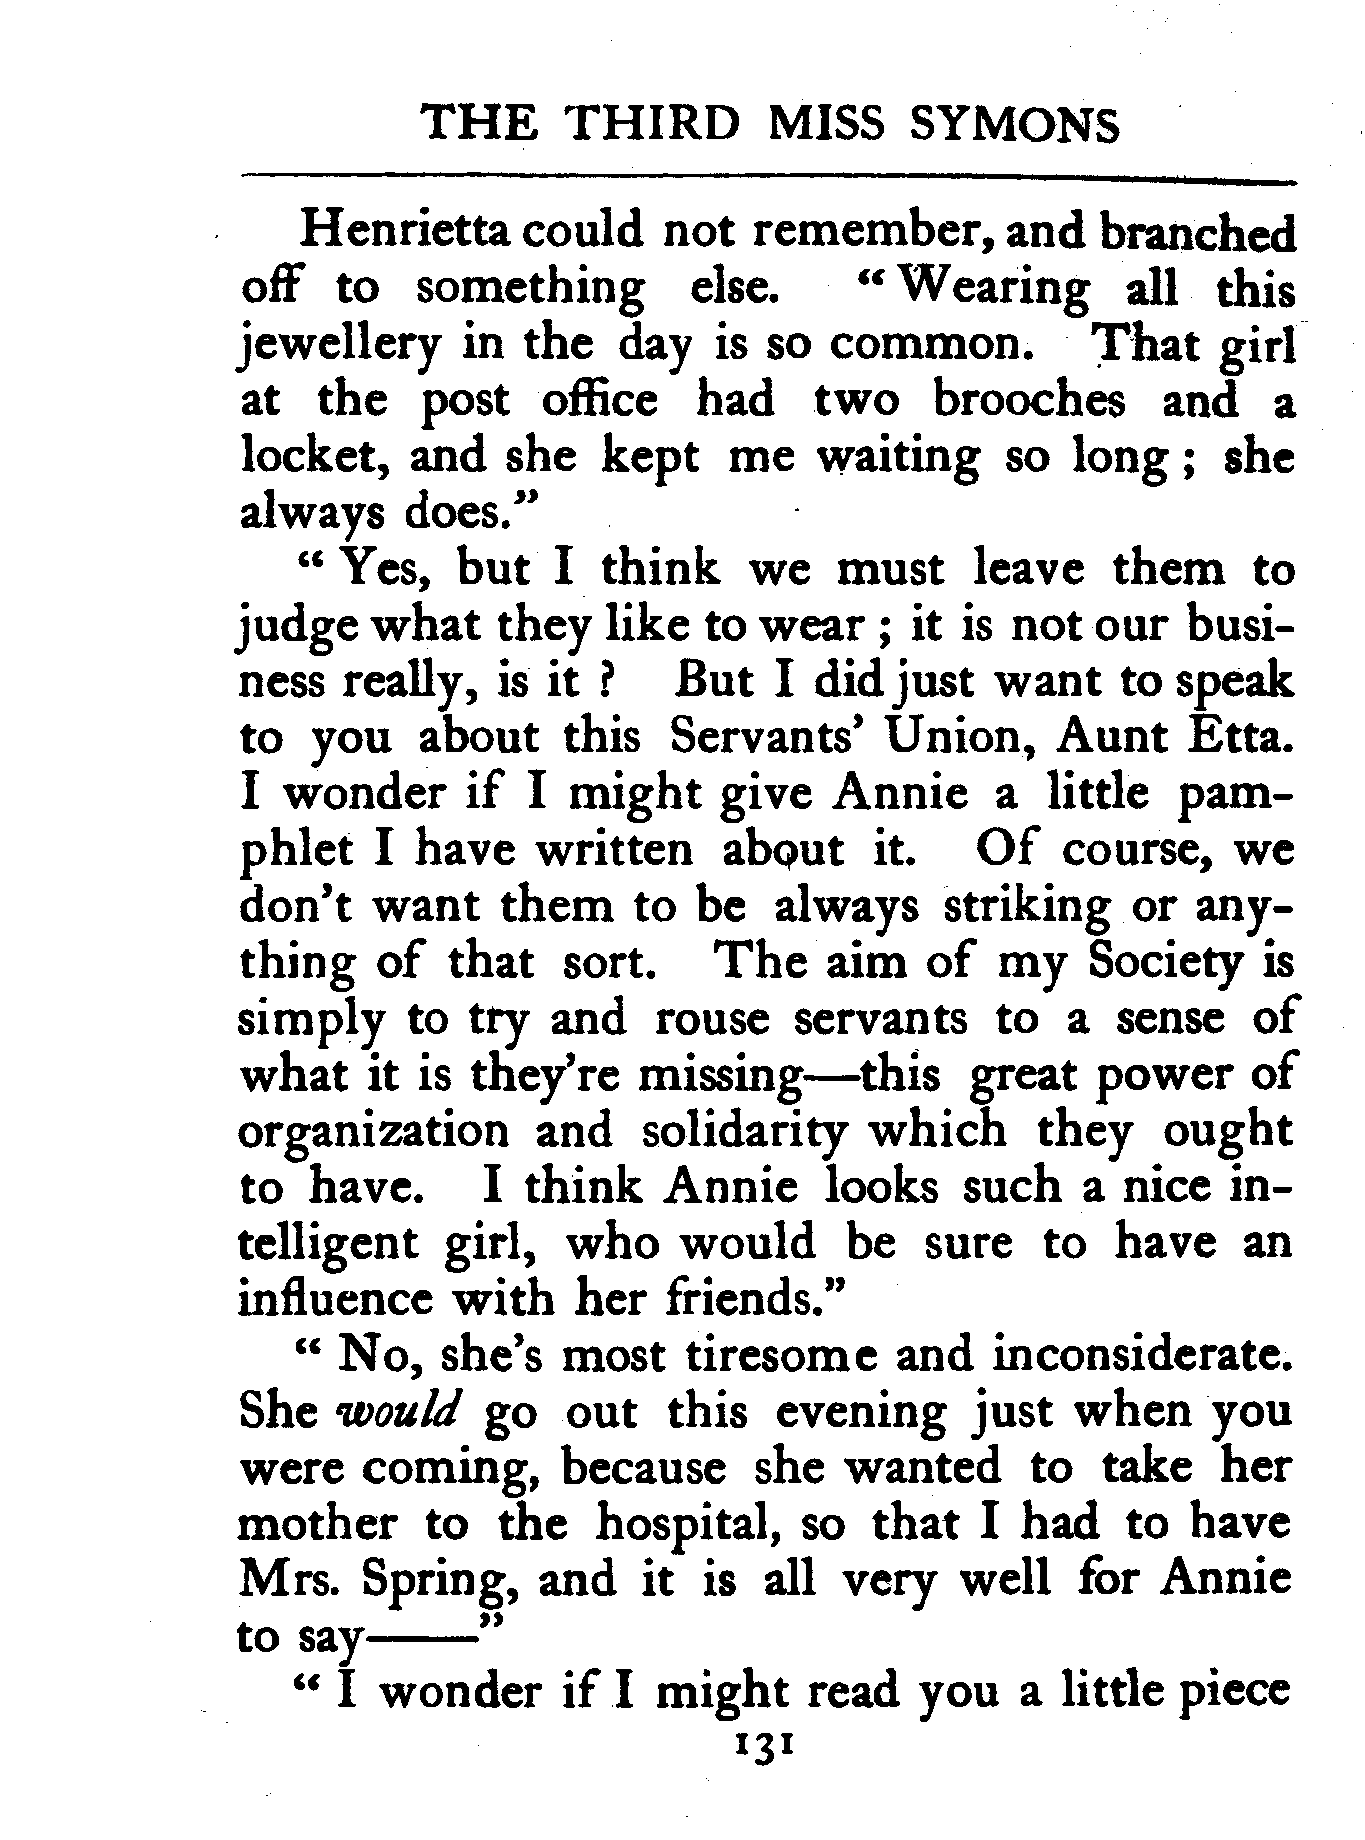 THE THIRD MISS SYMONS
Henrietta could not remember, and branched
off to something else. “Wearing all this
jewellery in the day is so common. That girl
at the post office had two brooches and a
locket, and she kept me waiting so long; she
always does.”
“Yes, but I think we must leave them to
judge what they like to wear; it is not our busi-
ness really, is it? But I did just want to speak
to you about this Servants’ Union, Aunt Etta.
I wonder if I might give Annie a little pam-
phlet I have written about it. Of course, we
don’t want them to be always striking or any-
thing of that sort. The aim of my Society is
simply to try and rouse servants to a sense of
what it is they’re missing—this great power of
organization and solidarity which they ought
to have. I think Annie looks such a nice in-
telligent girl, who would be sure to have an
influence with her friends.”
“No, she’s most tiresome and inconsiderate.
She would go out this evening just when you
were coming, because she wanted to take her
mother to the hospital, so that I had to have
Mrs. Spring, and it is all very well for Annie
to say——”
“I wonder if I might read you a little piece
131